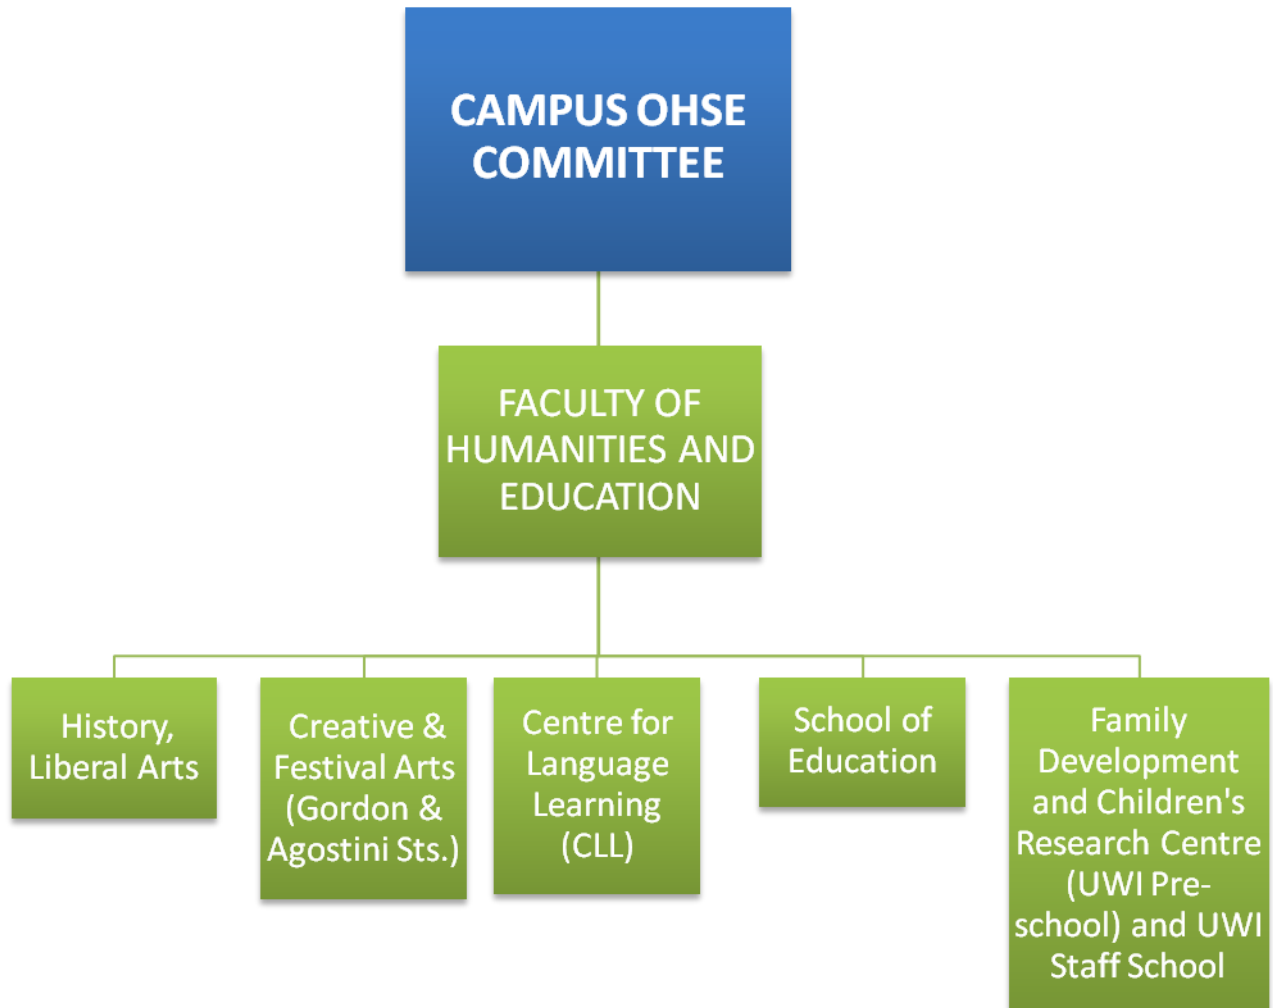 CAMPUS OHSE
COMMITTEE
FACULTY OF
HUMANITIES AND
EDUCATION
History,
Liberal Arts
Creative &
Festival Arts
(Gordon &
Agostini Sts.)
Centre for
Language
Learning
(CLL)
School of
Education
Family
Development
and Children's
Research Centre
(UWI Pre-
school) and UWI
Staff School